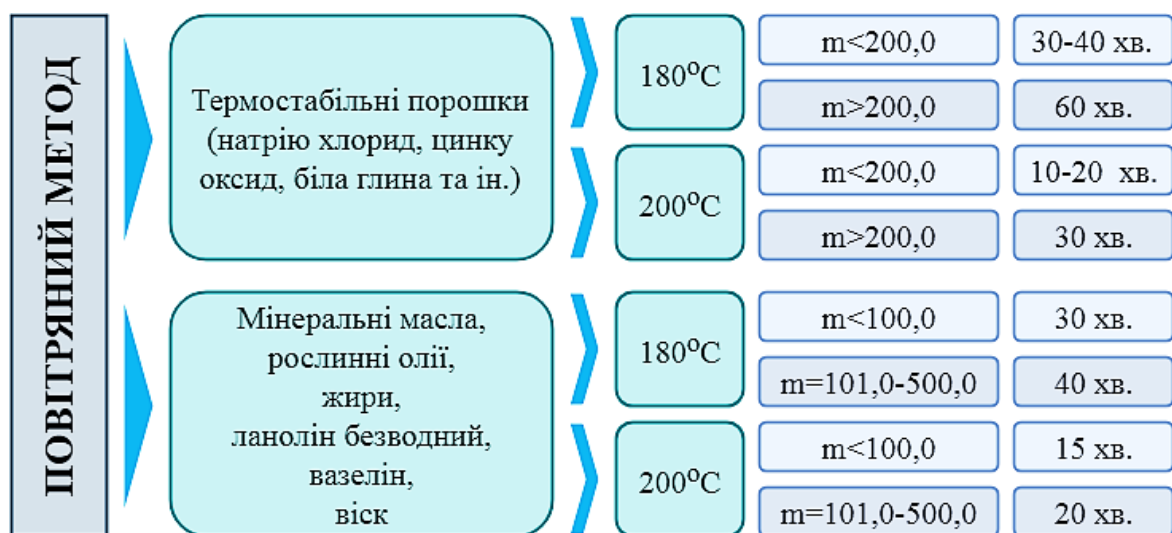 ПОВІТРЯНИЙ МЕТОД
Термостабільні порошки
(натрію хлорид, цинку
оксид, біла глина та ін.)
180°С
m<200,0
30-40 хв.
m>200,0
60 хв.
200°С
m<200,0
10-20 хв.
m>200,0
30 хв.
Мінеральні масла,
рослинні олії,
жири,
ланолін безводний,
вазелін,
віск
180°С
m<100,0
30 хв.
m=101,0-500,0
40 хв.
200°С
m<100,0
15 хв.
m=101,0-500,0
20 хв.